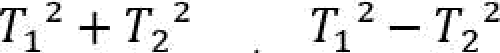 T₁² + T₂² . T₁² − T₂²